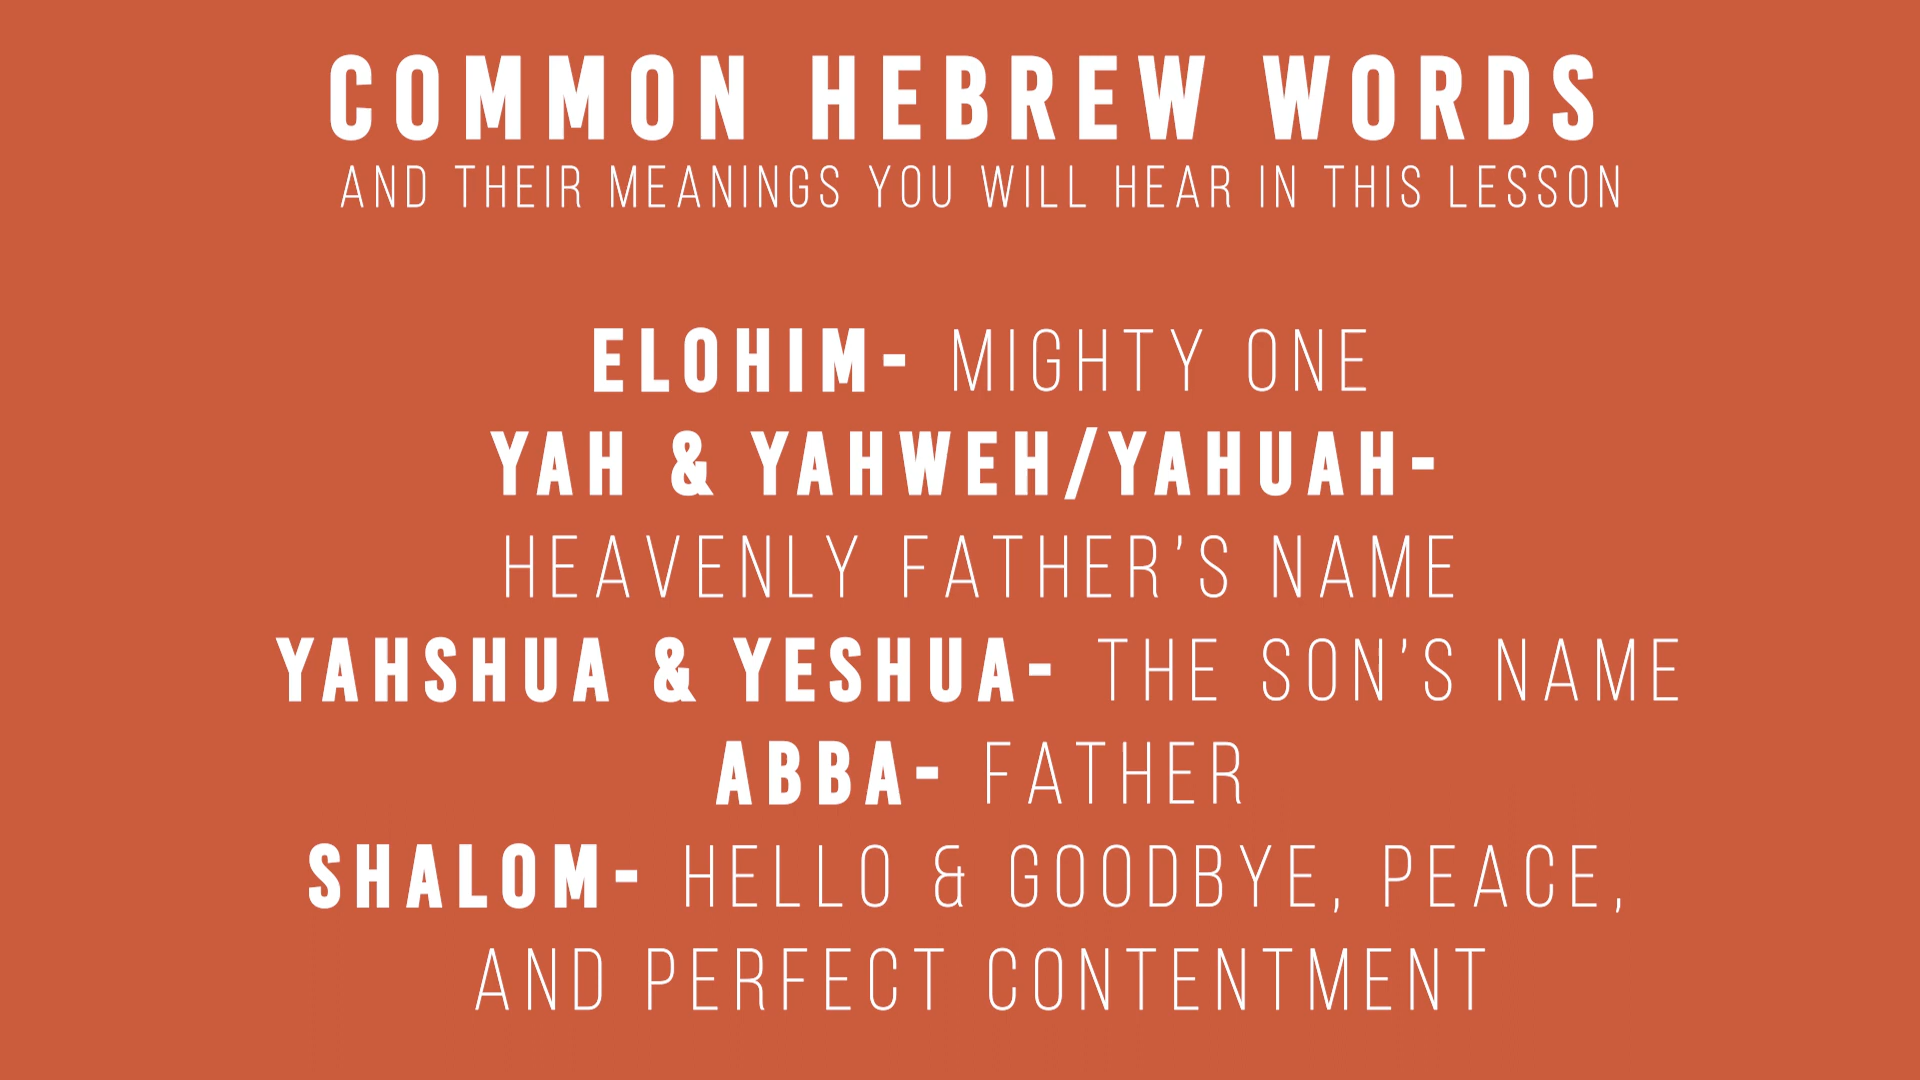 COMMON HEBREW WORDS
AND THEIR MEANINGS YOU WILL HEAR IN THIS LESSON
ELOHIM- MIGHTY ONE
YAH & YAHWEH/YAHUAH-
HEAVENLY FATHER'S NAME
YAHSHUA & YESHUA- THE SON'S NAME
ABBA- FATHER
SHALOM- HELLO & GOODBYE, PEACE,
AND PERFECT CONTENTMENT